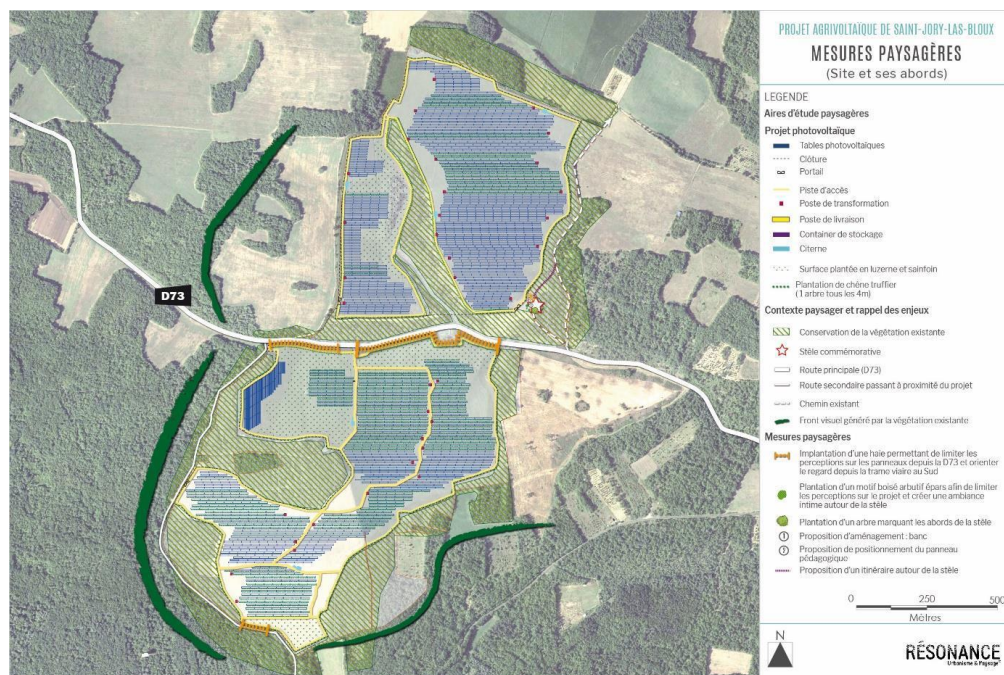 PROJET AGRIVOLTAÏQUE DE SAINT-JORY-LAS-BLOUX
MESURES PAYSAGÈRES
(Site et ses abords)
LEGENDE
Aires d'étude paysagères
Projet photovoltaïque
Tables photovoltaïques
Clôture
Portail
Piste d'accès
Poste de transformation
Poste de livraison
Container de stockage
Citerne
Surface plantée en luzerne et sainfoin
Plantation de chêne truffier
(1 arbre tous les 4m)
Contexte paysager et rappel des enjeux
Conservation de la végétation existante
Stèle commémorative
Route principale (D73)
Route secondaire passant à proximité du projet
Chemin existant
Front visuel généré par la végétation existante
Mesures paysagères
Implantation d'une haie permettant de limiter les
perceptions sur les panneaux depuis la D73 et orienter
le regard depuis la trame viaire au Sud
Plantation d'un motif boisé arbutif épars afin de limiter
les perceptions sur le projet et créer une ambiance
intime autour de la stèle
Plantation d'un arbre marquant les abords de la stèle
Proposition d'aménagement : banc
Proposition de positionnement du panneau
pédagogique
Proposition d'un itinéraire autour de la stèle
0 250 500
Mètres
N
RÉSONANCE
Urbanisme & Paysage
D73